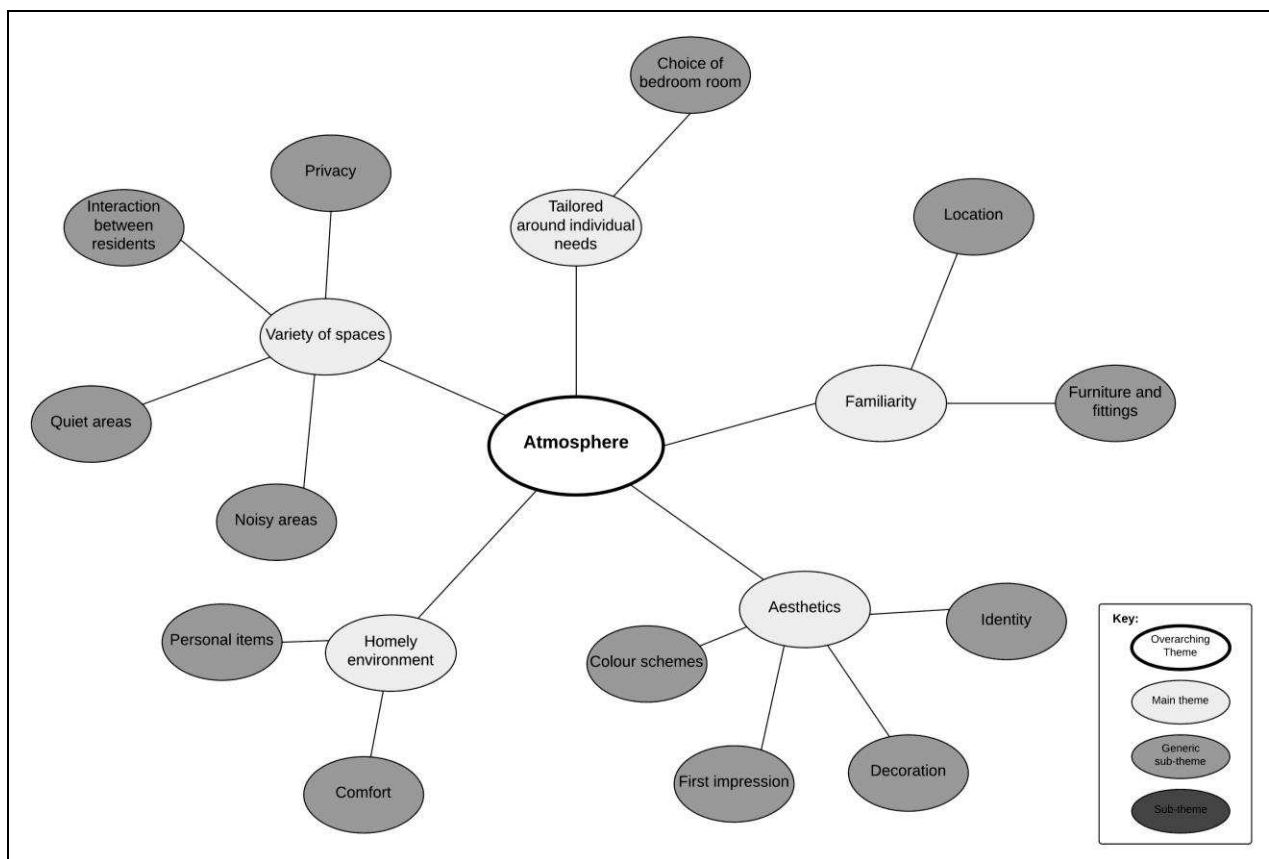 Choice of
bedroom room
Privacy
Interaction
between
residents
Tailored
around individual
needs
Location
Variety of spaces
Familiarity
Furniture and
fittings
Quiet areas
Atmosphere
Noisy areas
Aesthetics
Identity
Personal items
Homely
environment
Colour schemes
First impression
Decoration
Comfort
Key:
Overarching
Theme
Main theme
Generic
sub-theme
Sub-theme